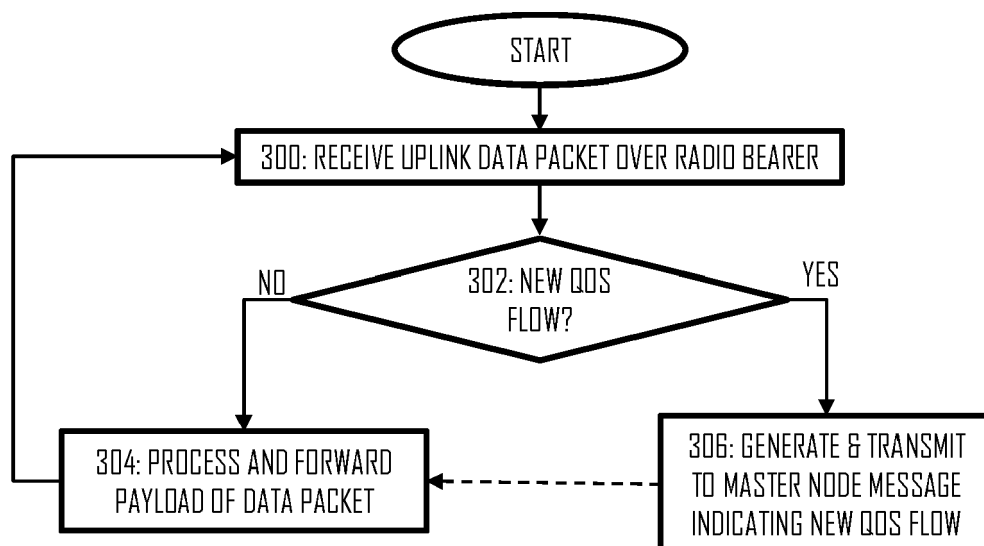 START
300: RECEIVE UPLINK DATA PACKET OVER RADIO BEARER
302: NEW QOS
FLOW?
NO
YES
304: PROCESS AND FORWARD
PAYLOAD OF DATA PACKET
306: GENERATE & TRANSMIT
TO MASTER NODE MESSAGE
INDICATING NEW QOS FLOW